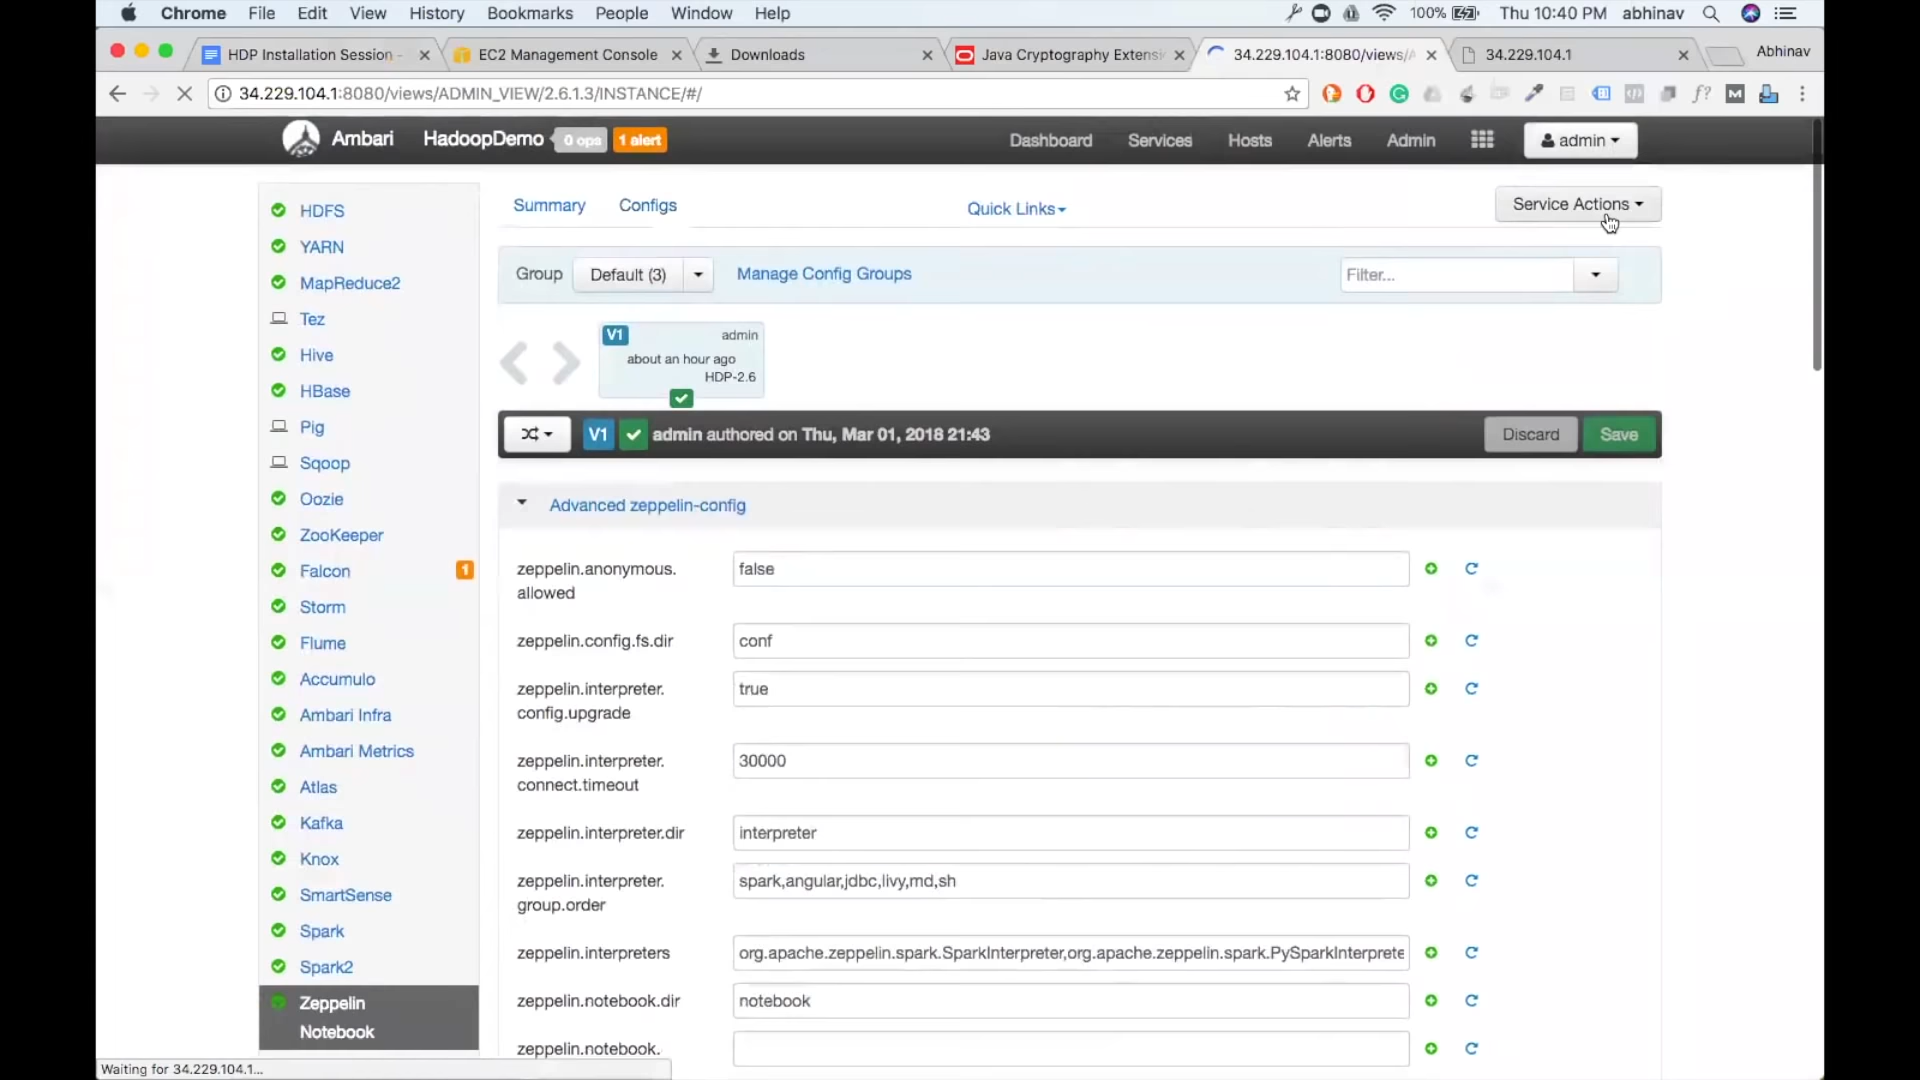 Chrome File Edit View History Bookmarks People Window Help 100% Thu 10:40 PM abhinav
HDP Installation Session - EC2 Management Console Downloads Java Cryptography Extens 34.229.104.1:8080/views/A 34.229.104.1 Abhinav
34.229.104.1:8080/views/ADMIN_VIEW/2.6.1.3/INSTANCE/#/
Ambari HadoopDemo 0 ops 1 alert Dashboard Services Hosts Alerts Admin admin
HDFS
YARN
MapReduce2
Tez
Hive
HBase
Pig
Sqoop
Oozie
ZooKeeper
Falcon 1
Storm
Flume
Accumulo
Ambari Infra
Ambari Metrics
Atlas
Kafka
Knox
SmartSense
Spark
Spark2
Zeppelin
Notebook
Summary Configs Quick Links Service Actions
Group Default (3) Manage Config Groups Filter...
V1 admin
about an hour ago
HDP-2.6
V1 admin authored on Thu, Mar 01, 2018 21:43 Discard Save
Advanced zeppelin-config
zeppelin.anonymous.
allowed
false
zeppelin.config.fs.dir conf
zeppelin.interpreter.
config.upgrade
true
zeppelin.interpreter.
connect.timeout
30000
zeppelin.interpreter.dir interpreter
zeppelin.interpreter.
group.order
spark,angular,jdbc,livy,md,sh
zeppelin.interpreters org.apache.zeppelin.spark.SparkInterpreter,org.apache.zeppelin.spark.PySparkInterprete
zeppelin.notebook.dir notebook
zeppelin.notebook.
Waiting for 34.229.104.1...